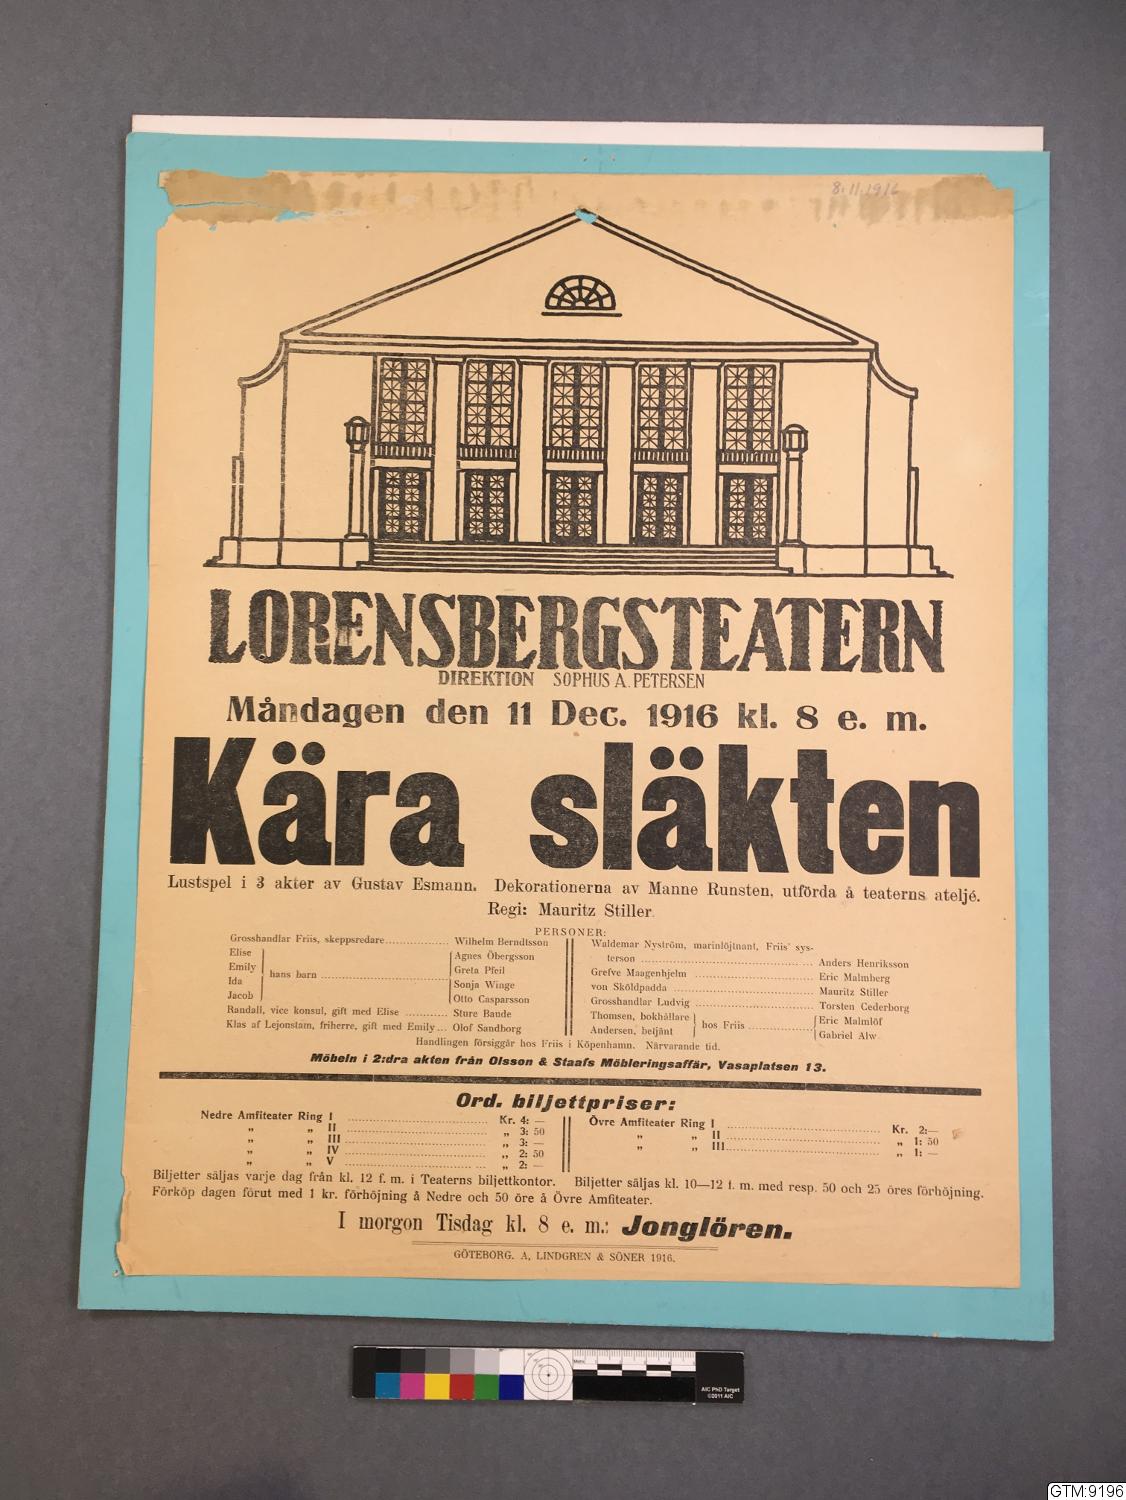 8.11.1916
LORENSBERGSTEATERN
DIREKTION SOPHUS A. PETERSEN
Måndagen den 11 Dec. 1916 kl. 8 e. m.
Kära släkten
Lustspel i 3 akter av Gustav Esmann. Dekorationerna av Manne Runsten, utförda å teaterns ateljé.
Regi: Mauritz Stiller.
PERSONER:
Grosshandlar Friis, skeppsredare ................ Wilhelm Berndtsson
Elise Agnes Öbergsson
Emily Greta Pfeil
hans barn ................
Ida Sonja Winge
Jacob Otto Casparsson
Randall, vice konsul, gift med Elise ............ Sture Baude
Klas af Lejonstam, friherre, gift med Emily ... Olof Sandborg
Waldemar Nyström, marinlöjtnant, Friis' sys-
terson ................ Anders Henriksson
Grefve Maagenhjelm ................ Eric Malmberg
von Sköldpadda ................ Mauritz Stiller
Grosshandlar Ludvig ................ Torsten Cederborg
Thomsen, bokhållare Eric Malmlöf
hos Friis ................
Andersen, betjänt Gabriel Alw
Handlingen försiggår hos Friis i Köpenhamn. Närvarande tid.
Möbeln i 2:dra akten från Olsson & Staafs Möbleringsaffär, Vasaplatsen 13.
Ord. biljettpriser:
Nedre Amfiteater Ring I ................ Kr. 4: —
„ „ II ................ „ 3: 50
„ „ III ................ „ 3: —
„ „ IV ................ „ 2: 50
„ „ V ................ „ 2: —
Övre Amfiteater Ring I ................ Kr. 2:—
„ „ II ................ „ 1: 50
„ „ III ................ „ 1: —
Biljetter säljas varje dag från kl. 12 f. m. i Teaterns biljettkontor. Biljetter säljas kl. 10—12 f. m. med resp. 50 och 25 öres förhöjning.
Förköp dagen förut med 1 kr. förhöjning å Nedre och 50 öre å Övre Amfiteater.
I morgon Tisdag kl. 8 e. m.: Jonglören.
GÖTEBORG. A. LINDGREN & SÖNER 1916.
AIC PhD Target
©2011 AIC
GTM:9196